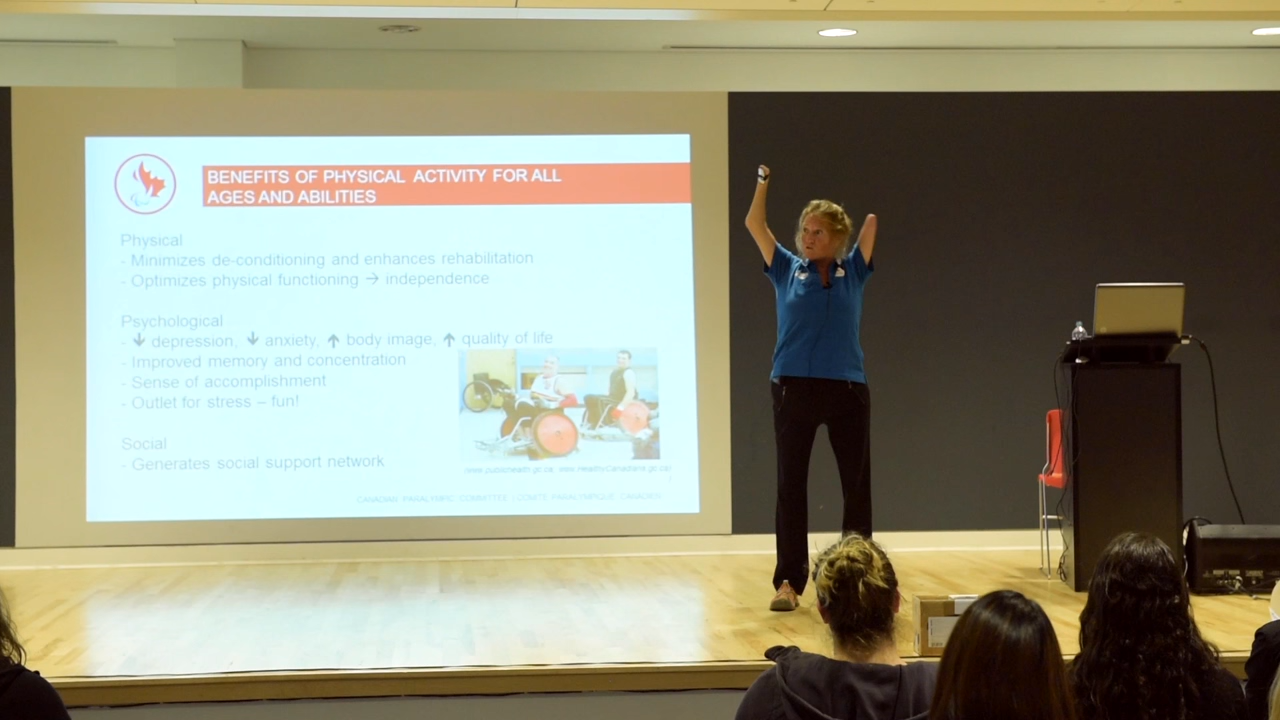 BENEFITS OF PHYSICAL ACTIVITY FOR ALL
AGES AND ABILITIES
Physical
- Minimizes de-conditioning and enhances rehabilitation
- Optimizes physical functioning → independence
Psychological
- ↓ depression, ↓ anxiety, ↑ body image, ↑ quality of life
- Improved memory and concentration
- Sense of accomplishment
- Outlet for stress – fun!
Social
- Generates social support network
CANADIAN PARALYMPIC COMMITTEE | COMITÉ PARALYMPIQUE CANADIEN